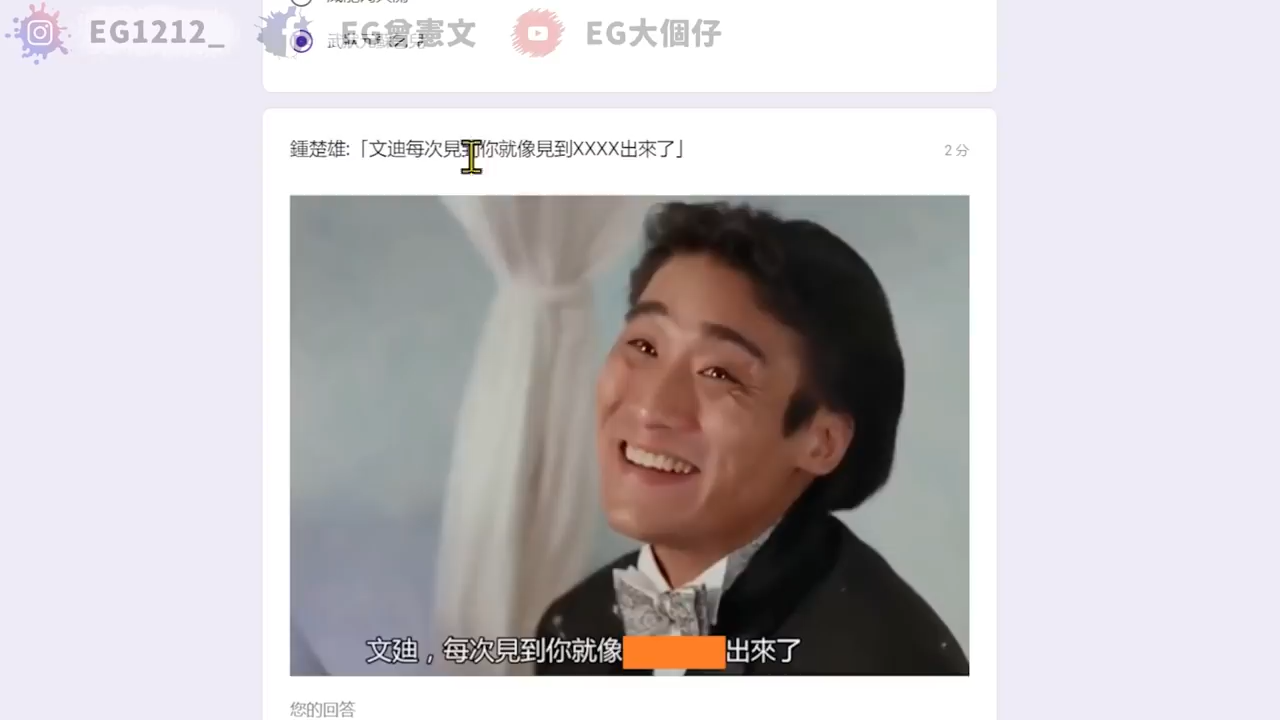 EG1212_ EG曾憲文 EG大個仔
鍾楚雄:「文迪每次見到你就像見到XXXX出來了」
2 分
文迪，每次見到你就像
出來了
您的回答